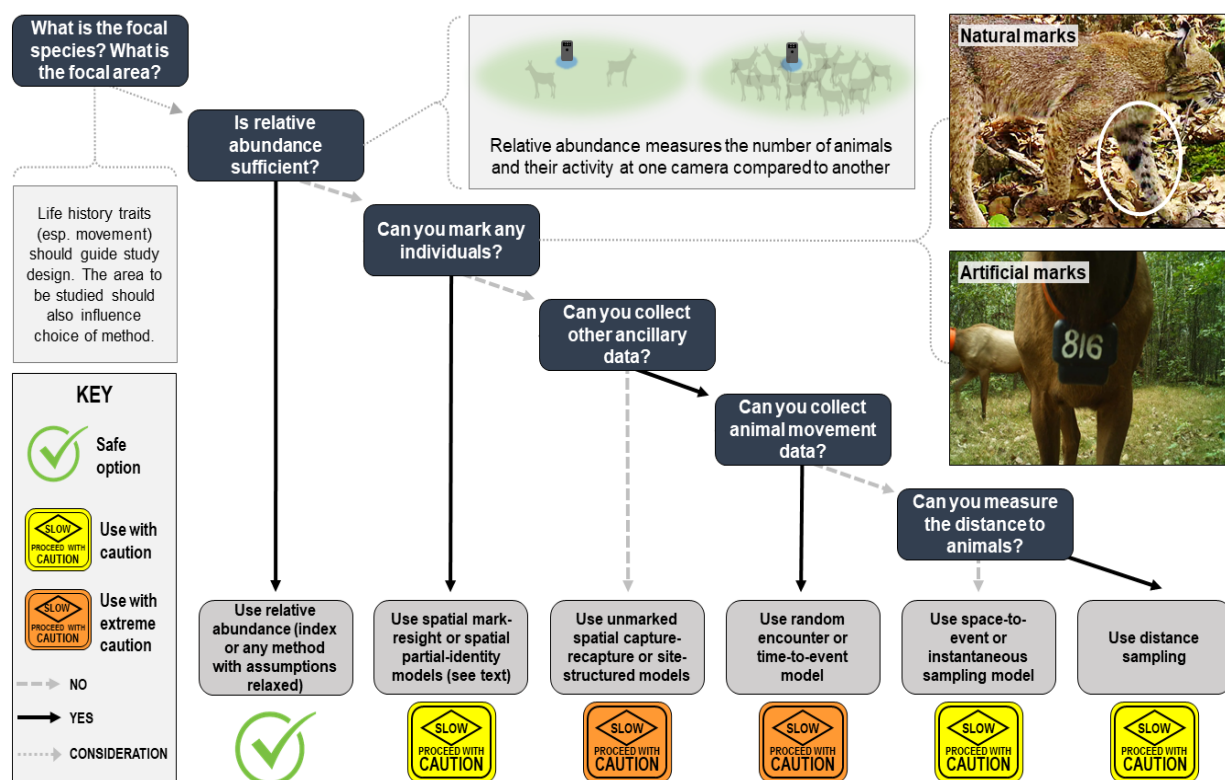 What is the focal
species? What is
the focal area?
Is relative
abundance
sufficient?
Relative abundance measures the number of animals
and their activity at one camera compared to another
Natural marks
Life history traits
(esp. movement)
should guide study
design. The area to
be studied should
also influence
choice of method.
Can you mark any
individuals?
Artificial marks
816
Can you collect
other ancillary
data?
Can you collect
animal movement
data?
Can you measure
the distance to
animals?
KEY
Safe
option
SLOW
PROCEED WITH
CAUTION
Use with
caution
SLOW
PROCEED WITH
CAUTION
Use with
extreme
caution
NO
YES
CONSIDERATION
Use relative
abundance (index
or any method
with assumptions
relaxed)
Use spatial mark-
resight or spatial
partial-identity
models (see text)
Use unmarked
spatial capture-
recapture or site-
structured models
Use random
encounter or
time-to-event
model
Use space-to-
event or
instantaneous
sampling model
Use distance
sampling
SLOW
PROCEED WITH
CAUTION
SLOW
PROCEED WITH
CAUTION
SLOW
PROCEED WITH
CAUTION
SLOW
PROCEED WITH
CAUTION
SLOW
PROCEED WITH
CAUTION